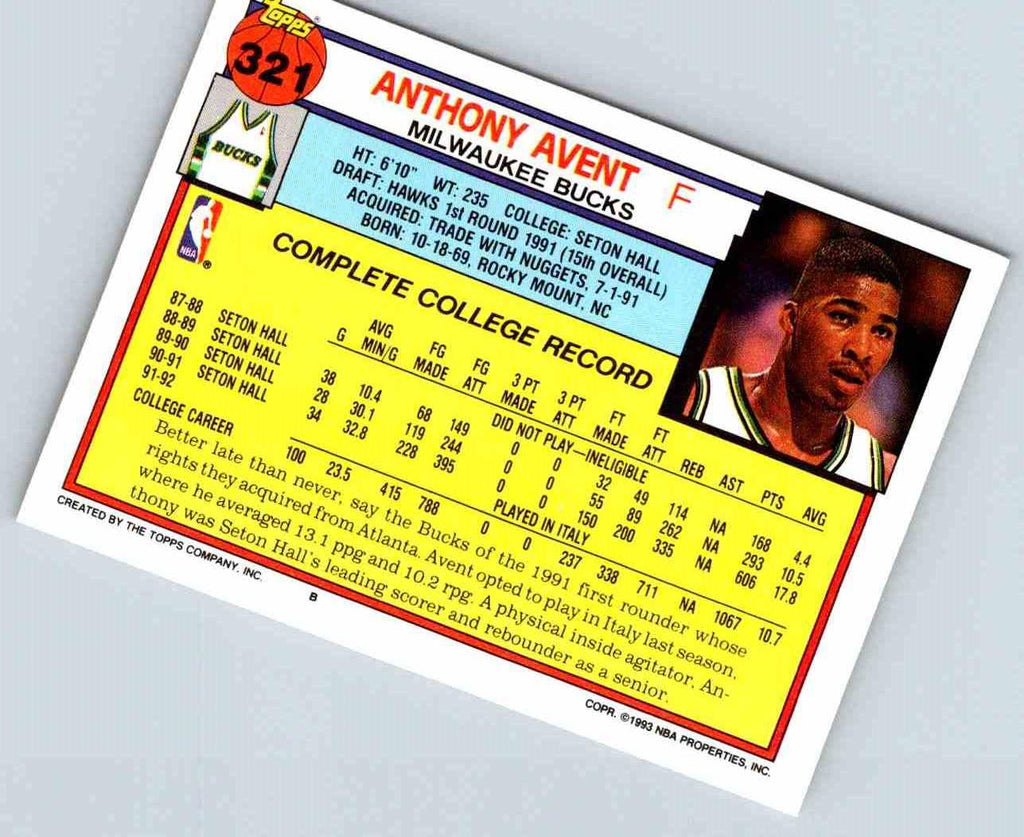 Topps
321
ANTHONY AVENT F
MILWAUKEE BUCKS
BUCKS
HT: 6'10" WT: 235 COLLEGE: SETON HALL
DRAFT: HAWKS 1st ROUND 1991 (15th OVERALL)
ACQUIRED: TRADE WITH NUGGETS, 7-1-91
BORN: 10-18-69, ROCKY MOUNT, NC
NBA ®
COMPLETE COLLEGE RECORD
G AVG MIN/G FG MADE FG ATT 3 PT MADE 3 PT ATT FT MADE FT ATT REB AST PTS AVG
87-88 SETON HALL DID NOT PLAY—INELIGIBLE
88-89 SETON HALL 38 10.4 68 149 0 0 32 49 114 NA 168 4.4
89-90 SETON HALL 28 30.1 119 244 0 0 55 89 262 NA 293 10.5
90-91 SETON HALL 34 32.8 228 395 0 0 150 200 335 NA 606 17.8
91-92 PLAYED IN ITALY
COLLEGE CAREER 100 23.5 415 788 0 0 237 338 711 NA 1067 10.7
Better late than never, say the Bucks of the 1991 first rounder whose
rights they acquired from Atlanta. Avent opted to play in Italy last season,
where he averaged 13.1 ppg and 10.2 rpg. A physical inside agitator, An-
thony was Seton Hall's leading scorer and rebounder as a senior.
CREATED BY THE TOPPS COMPANY, INC. B COPR. ©1993 NBA PROPERTIES, INC.